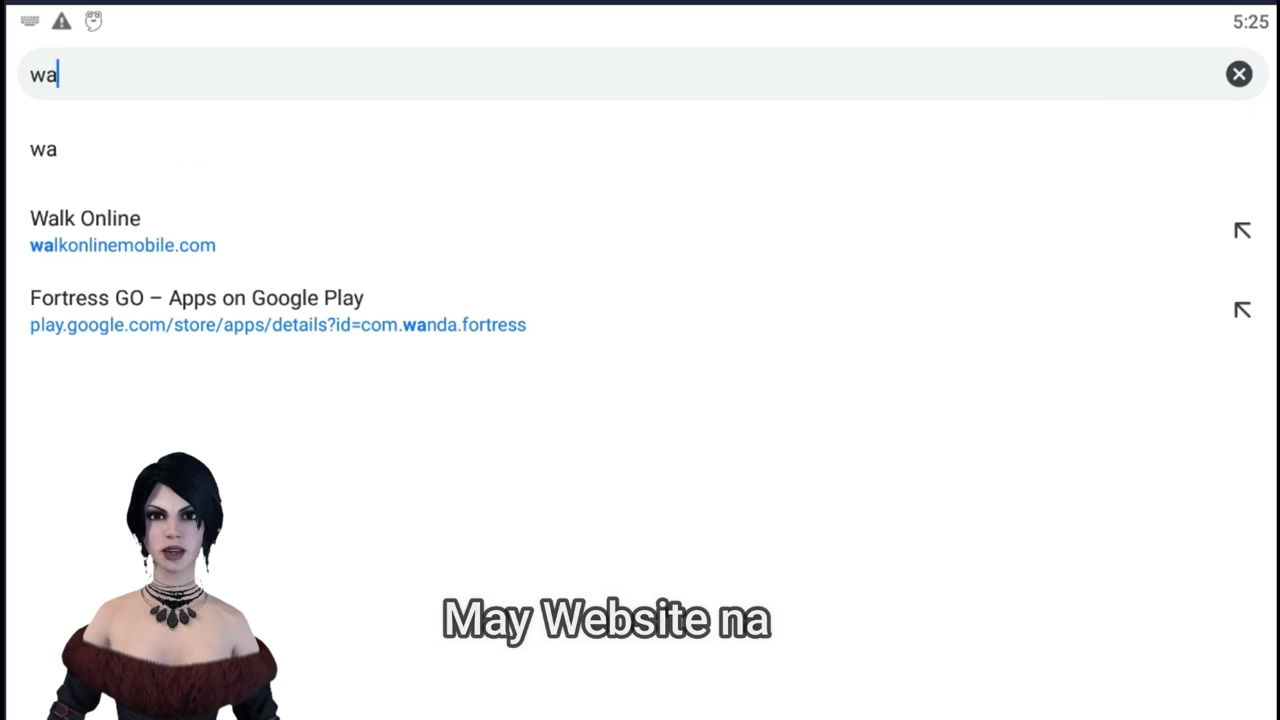 5:25
wa
wa
Walk Online
walkonlinemobile.com
Fortress GO – Apps on Google Play
play.google.com/store/apps/details?id=com.wanda.fortress
May Website na